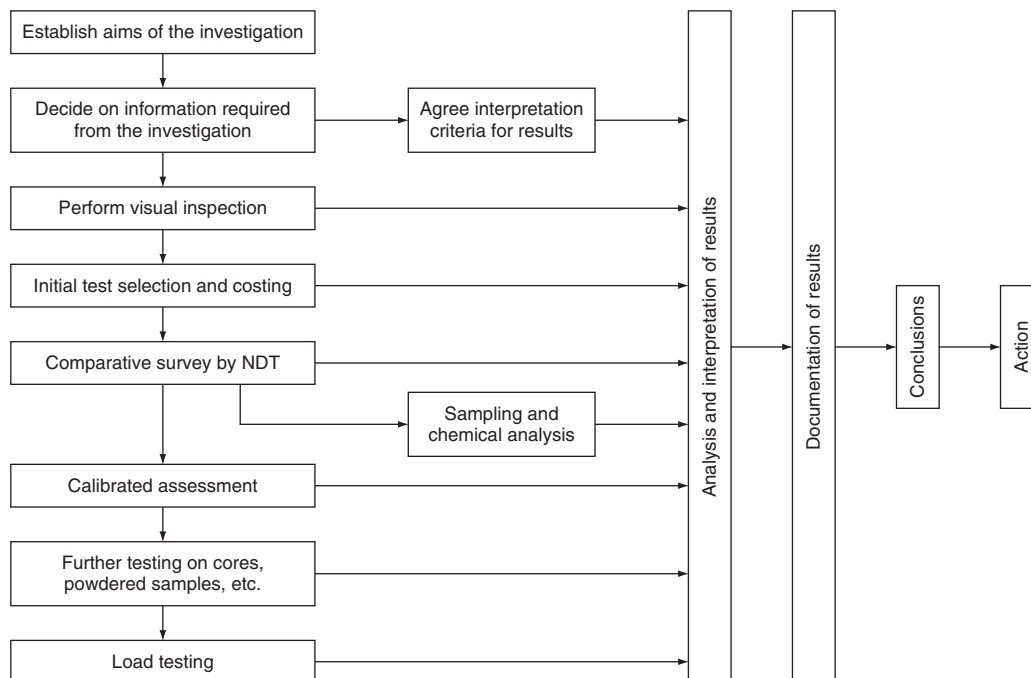 Establish aims of the investigation
Decide on information required
from the investigation
Agree interpretation
criteria for results
Perform visual inspection
Initial test selection and costing
Comparative survey by NDT
Sampling and
chemical analysis
Calibrated assessment
Further testing on cores,
powdered samples, etc.
Load testing
Analysis and interpretation of results
Documentation of results
Conclusions
Action